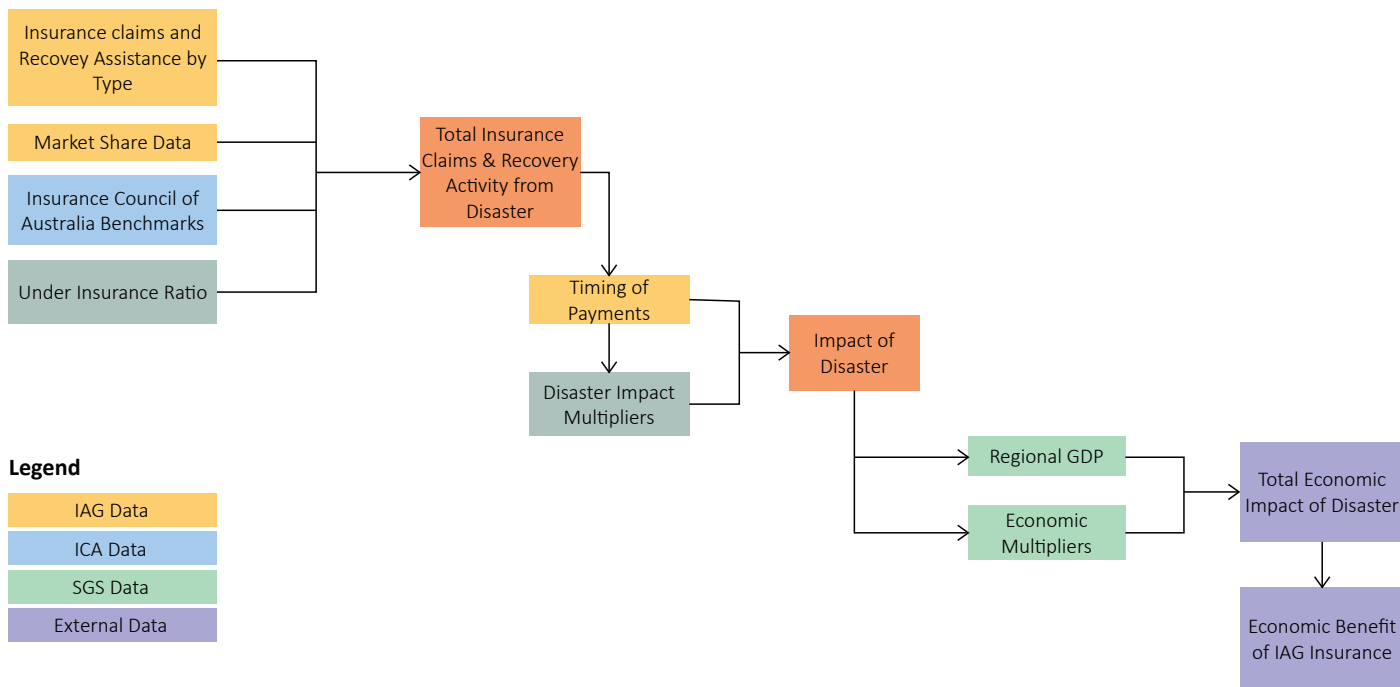 Insurance claims and
Recovey Assistance by
Type
Market Share Data
Insurance Council of
Australia Benchmarks
Under Insurance Ratio
Total Insurance
Claims & Recovery
Activity from
Disaster
Timing of
Payments
Disaster Impact
Multipliers
Impact of
Disaster
Regional GDP
Economic
Multipliers
Total Economic
Impact of Disaster
Economic Benefit
of IAG Insurance
Legend
IAG Data
ICA Data
SGS Data
External Data